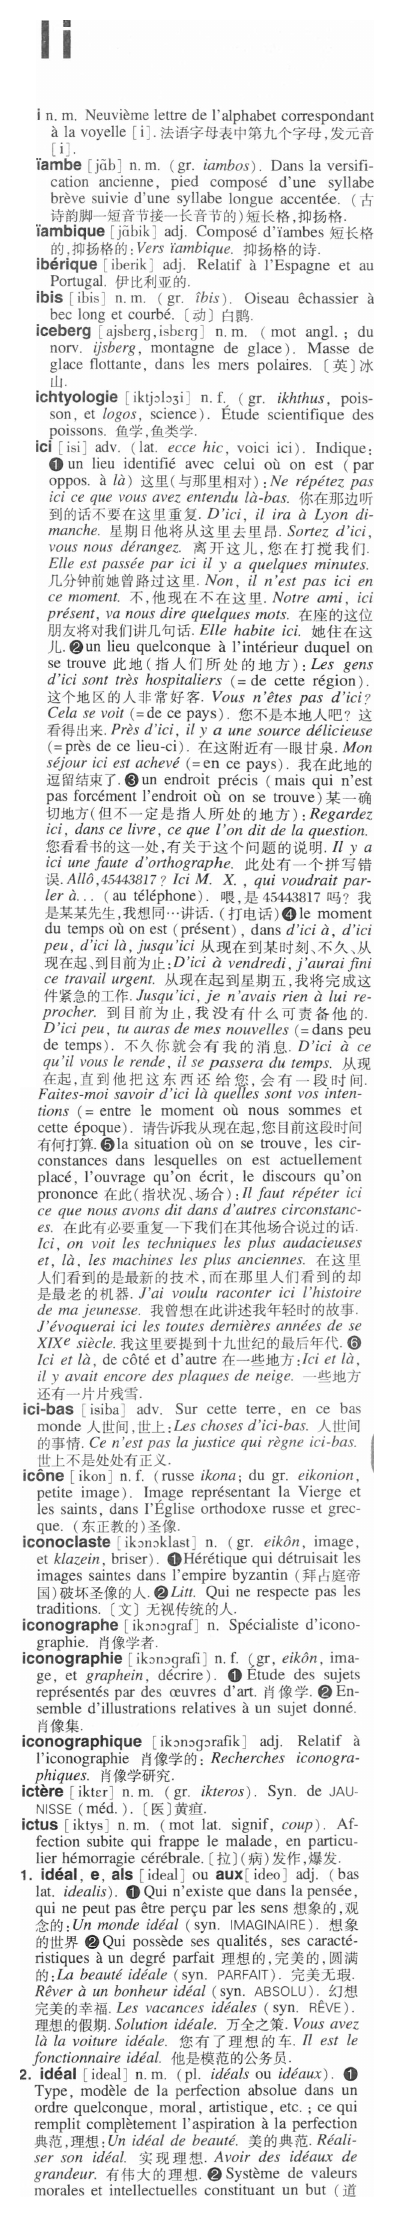 I i
i n. m. Neuvième lettre de l'alphabet correspondant
à la voyelle [i]. 法语字母表中第九个字母,发元音
[i].
ïambe [jɑ̃b] n. m. (gr. iambos). Dans la versifi-
cation ancienne, pied composé d'une syllabe
brève suivie d'une syllabe longue accentée. (古
诗韵脚一短音节接一长音节的)短长格,抑扬格.
ïambique [jɑ̃bik] adj. Composé d'ïambes 短长格
的,抑扬格的:Vers ïambique. 抑扬格的诗.
ibérique [iberik] adj. Relatif à l'Espagne et au
Portugal. 伊比利亚的.
ibis [ibis] n. m. (gr. îbis). Oiseau êchassier à
bec long et courbé. 〔动〕白鹮.
iceberg [ajsbɛrg,isbɛrg] n. m. (mot angl. ; du
norv. ijsberg, montagne de glace). Masse de
glace flottante, dans les mers polaires. 〔英〕冰
山.
ichtyologie [iktjɔlɔʒi] n. f. (gr. ikhthus, pois-
son, et logos, science). Étude scientifique des
poissons. 鱼学,鱼类学.
ici [isi] adv. (lat. ecce hic, voici ici). Indique:
❶ un lieu identifié avec celui où on est (par
oppos. à là) 这里(与那里相对):Ne répétez pas
ici ce que vous avez entendu là-bas. 你在那边听
到的话不要在这里重复. D'ici, il ira à Lyon di-
manche. 星期日他将从这里去里昂. Sortez d'ici,
vous nous dérangez. 离开这儿,您在打搅我们.
Elle est passée par ici il y a quelques minutes.
几分钟前她曾路过这里. Non, il n'est pas ici en
ce moment. 不,他现在不在这里. Notre ami, ici
présent, va nous dire quelques mots. 在座的这位
朋友将对我们讲几句话. Elle habite ici. 她住在这
儿. ❷ un lieu quelconque à l'intérieur duquel on
se trouve 此地(指人们所处的地方):Les gens
d'ici sont très hospitaliers (= de cette région).
这个地区的人非常好客. Vous n'êtes pas d'ici?
Cela se voit (=de ce pays). 您不是本地人吧? 这
看得出来. Près d'ici, il y a une source délicieuse
(=près de ce lieu-ci). 在这附近有一眼甘泉. Mon
séjour ici est achevé (=en ce pays). 我在此地的
逗留结束了. ❸ un endroit précis (mais qui n'est
pas forcément l'endroit où on se trouve)某一确
切地方(但不一定是指人所处的地方):Regardez
ici, dans ce livre, ce que l'on dit de la question.
您看看书的这一处,有关于这个问题的说明. Il y a
ici une faute d'orthographe. 此处有一个拼写错
误. Allô,45443817? Ici M. X. , qui voudrait par-
ler à... (au téléphone). 喂,是 45443817 吗? 我
是某某先生,我想同…讲话. (打电话) ❹ le moment
du temps où on est (présent), dans d'ici à, d'ici
peu, d'ici là, jusqu'ici 从现在到某时刻、不久、从
现在起、到目前为止:D'ici à vendredi, j'aurai fini
ce travail urgent. 从现在起到星期五,我将完成这
件紧急的工作. Jusqu'ici, je n'avais rien à lui re-
procher. 到目前为止,我没有什么可责备他的.
D'ici peu, tu auras de mes nouvelles (=dans peu
de temps). 不久你就会有我的消息. D'ici à ce
qu'il vous le rende, il se passera du temps. 从现
在起,直到他把这东西还给您,会有一段时间.
Faites-moi savoir d'ici là quelles sont vos inten-
tions (= entre le moment où nous sommes et
cette époque). 请告诉我从现在起,您目前这段时间
有何打算. ❺ la situation où on se trouve, les cir-
constances dans lesquelles on est actuellement
placé, l'ouvrage qu'on écrit, le discours qu'on
prononce 在此(指状况、场合):Il faut répéter ici
ce que nous avons dit dans d'autres circonstanc-
es. 在此有必要重复一下我们在其他场合说过的话.
Ici, on voit les techniques les plus audacieuses
et, là, les machines les plus anciennes. 在这里
人们看到的是最新的技术,而在那里人们看到的却
是最老的机器. J'ai voulu raconter ici l'histoire
de ma jeunesse. 我曾想在此讲述我年轻时的故事.
J'évoquerai ici les toutes dernières années de se
XIXe siècle. 我这里要提到十九世纪的最后年代. ❻
Ici et là, de côté et d'autre 在一些地方:Ici et là,
il y avait encore des plaques de neige. 一些地方
还有一片片残雪.
ici-bas [isiba] adv. Sur cette terre, en ce bas
monde 人世间,世上:Les choses d'ici-bas. 人世间
的事情. Ce n'est pas la justice qui règne ici-bas.
世上不是处处有正义.
icône [ikon] n. f. (russe ikona; du gr. eikonion,
petite image). Image représentant la Vierge et
les saints, dans l'Église orthodoxe russe et grec-
que. (东正教的)圣像.
iconoclaste [ikɔnɔklast] n. (gr. eikôn, image,
et klazein, briser). ❶ Hérétique qui détruisait les
images saintes dans l'empire byzantin (拜占庭帝
国)破坏圣像的人. ❷ Litt. Qui ne respecte pas les
traditions. 〔文〕无视传统的人.
iconographe [ikɔnɔgraf] n. Spécialiste d'icono-
graphie. 肖像学者.
iconographie [ikɔnɔgrafi] n. f. (gr, eikôn, ima-
ge, et graphein, décrire). ❶ Étude des sujets
représentés par des œuvres d'art. 肖像学. ❷ En-
semble d'illustrations relatives à un sujet donné.
肖像集.
iconographique [ikɔnɔgɔrafik] adj. Relatif à
l'iconographie 肖像学的: Recherches iconogra-
phiques. 肖像学研究.
ictère [iktɛr] n. m. (gr. ikteros). Syn. de JAU-
NISSE (méd.). 〔医〕黄疸.
ictus [iktys] n. m. (mot lat. signif, coup). Af-
fection subite qui frappe le malade, en particu-
lier hémorragie cérébrale. 〔拉〕(病)发作,爆发.
1. idéal, e, als [ideal] ou aux[ideo] adj. (bas
lat. idealis). ❶ Qui n'existe que dans la pensée,
qui ne peut pas être perçu par les sens 想象的,观
念的:Un monde idéal (syn. IMAGINAIRE). 想象
的世界 ❷ Qui possède ses qualités, ses caracté-
ristiques à un degré parfait 理想的,完美的,圆满
的:La beauté idéale (syn. PARFAIT). 完美无瑕.
Rêver à un bonheur idéal (syn. ABSOLU). 幻想
完美的幸福. Les vacances idéales (syn. RÊVE).
理想的假期. Solution idéale. 万全之策. Vous avez
là la voiture idéale. 您有了理想的车. Il est le
fonctionnaire idéal. 他是模范的公务员.
2. idéal [ideal] n. m. (pl. idéals ou idéaux). ❶
Type, modèle de la perfection absolue dans un
ordre quelconque, moral, artistique, etc. ; ce qui
remplit complètement l'aspiration à la perfection
典范,理想:Un idéal de beauté. 美的典范. Réali-
ser son idéal. 实现理想. Avoir des idéaux de
grandeur. 有伟大的理想. ❷ Système de valeurs
morales et intellectuelles constituant un but (道